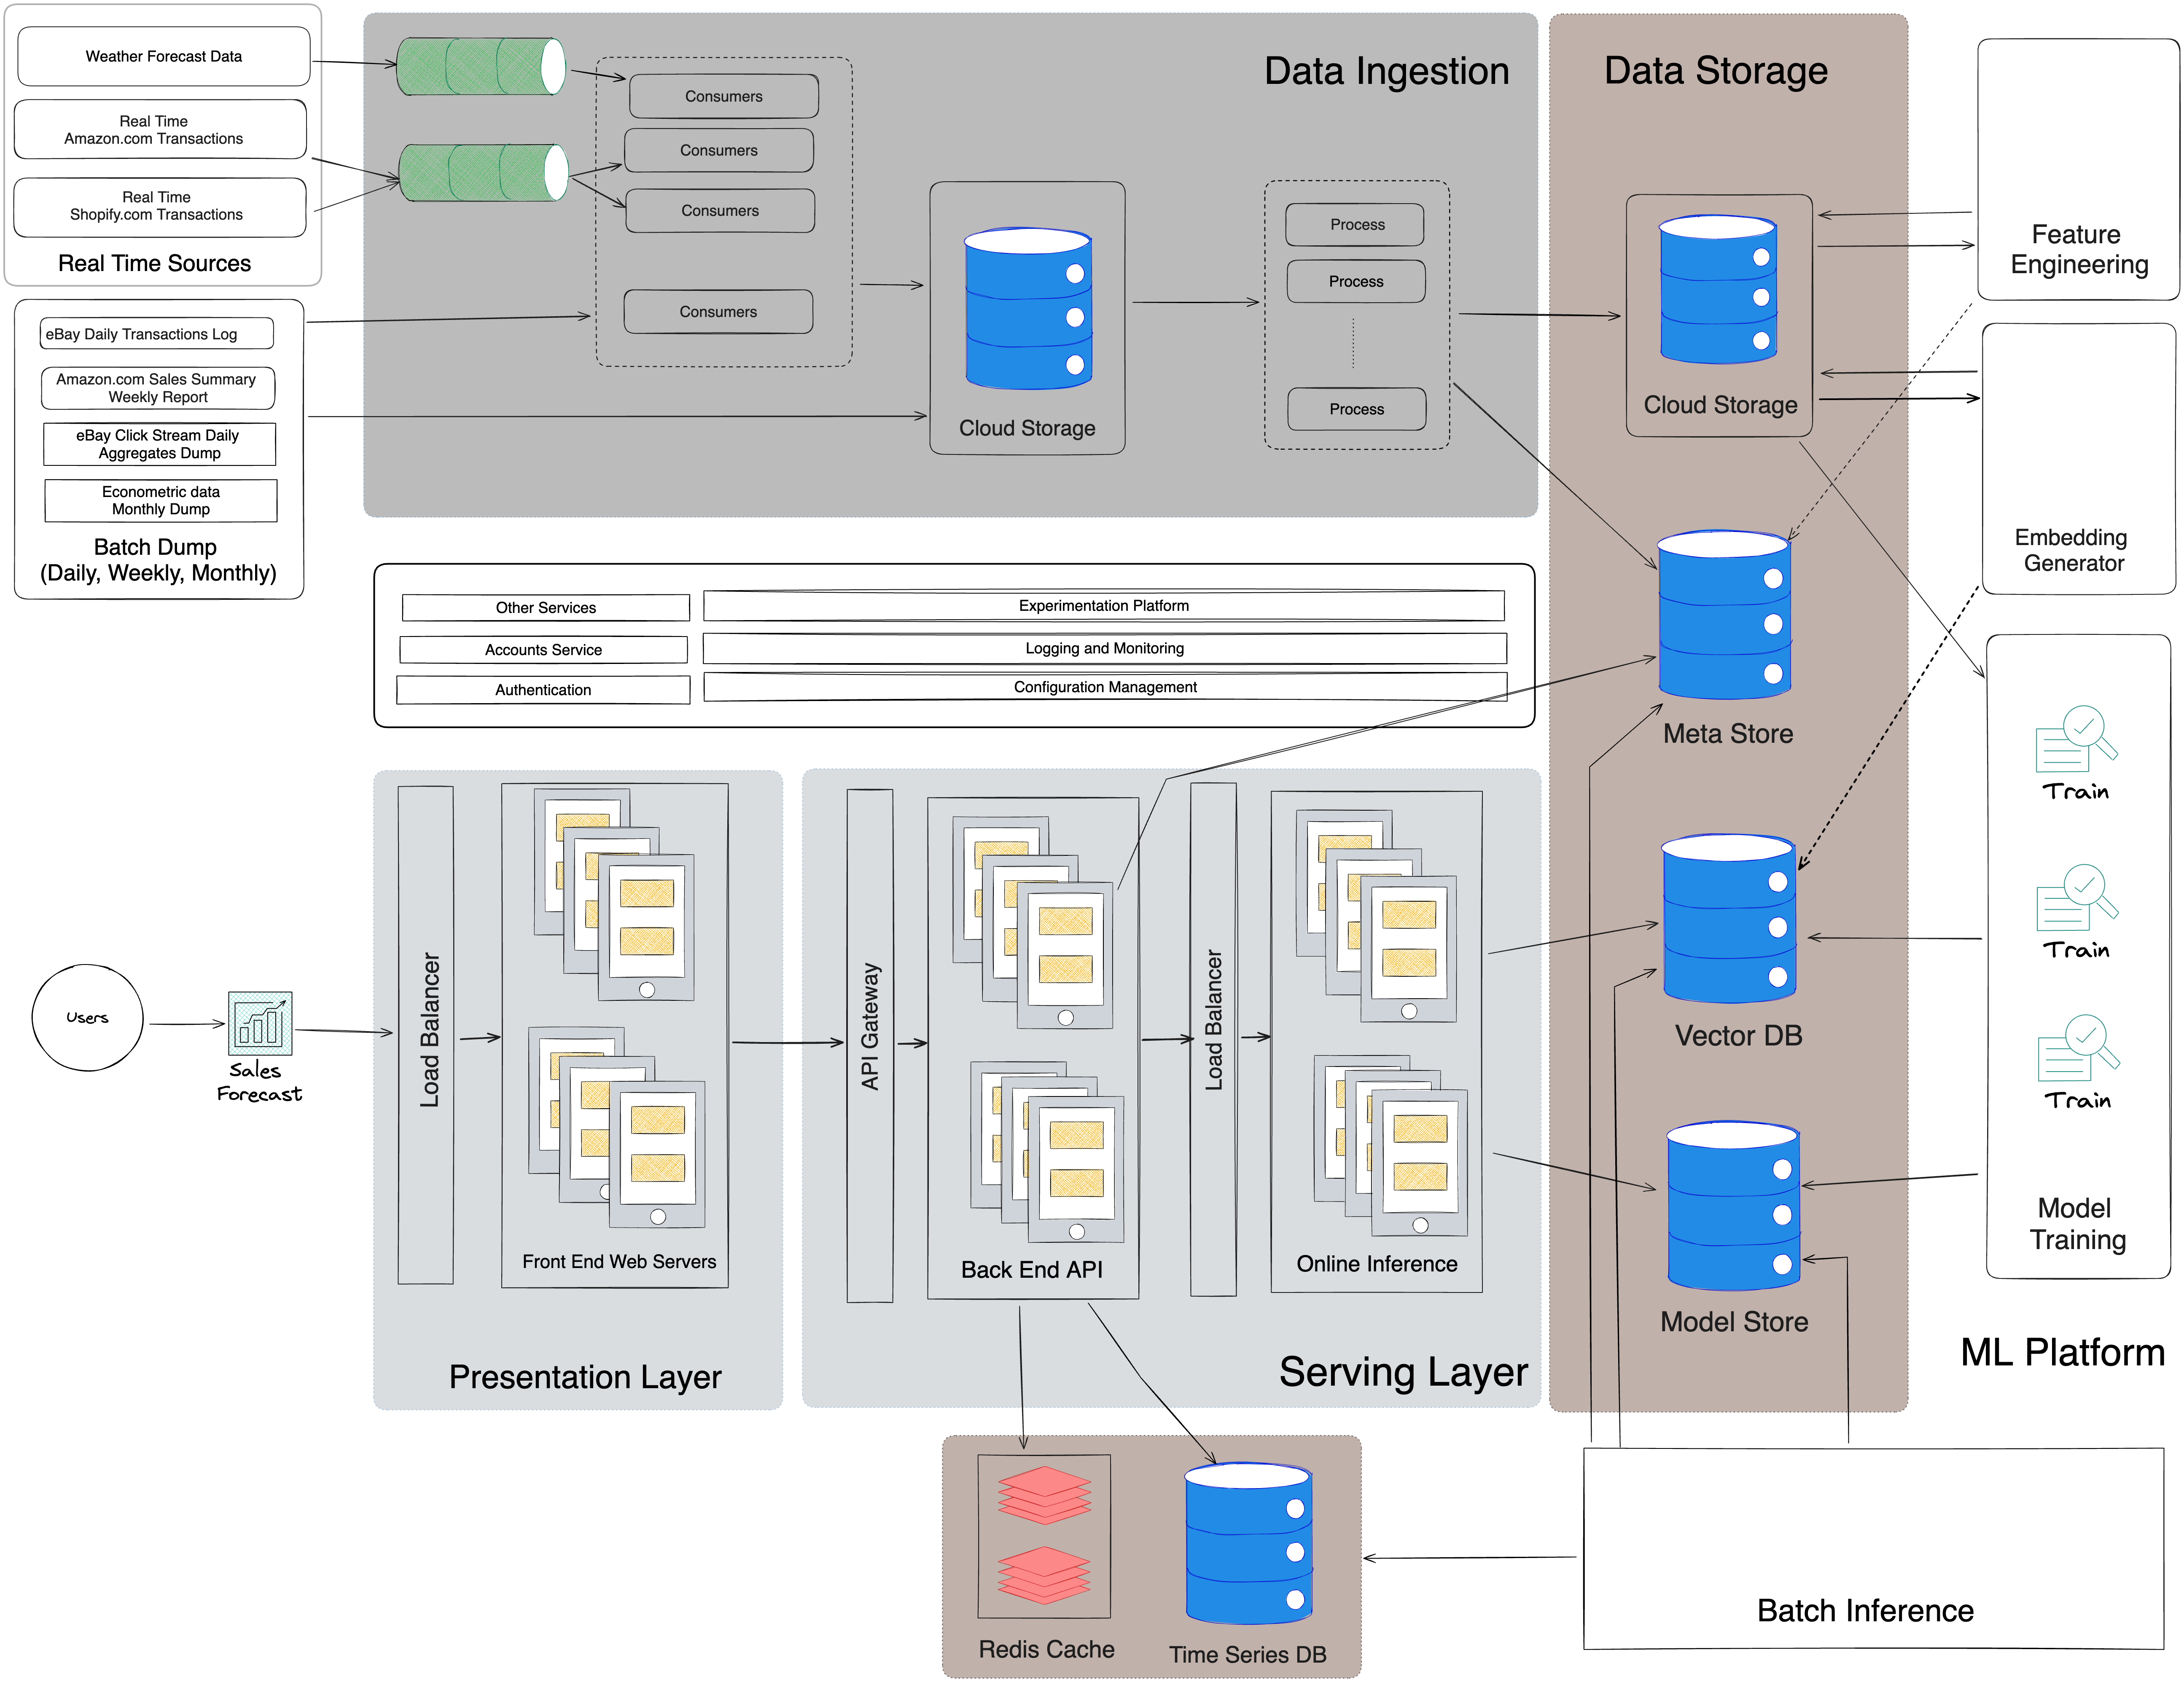 Weather Forecast Data
Real Time
Amazon.com Transactions
Real Time
Shopify.com Transactions
Real Time Sources
eBay Daily Transactions Log
Amazon.com Sales Summary
Weekly Report
eBay Click Stream Daily
Aggregates Dump
Econometric data
Monthly Dump
Batch Dump
(Daily, Weekly, Monthly)
Data Ingestion
Consumers
Consumers
Consumers
Consumers
Cloud Storage
Process
Process
Process
Data Storage
Cloud Storage
Meta Store
Vector DB
Model Store
Feature
Engineering
Embedding
Generator
Train
Train
Train
Model
Training
ML Platform
Other Services
Experimentation Platform
Accounts Service
Logging and Monitoring
Authentication
Configuration Management
Users
Sales
Forecast
Load Balancer
Front End Web Servers
Presentation Layer
API Gateway
Back End API
Load Balancer
Online Inference
Serving Layer
Redis Cache
Time Series DB
Batch Inference